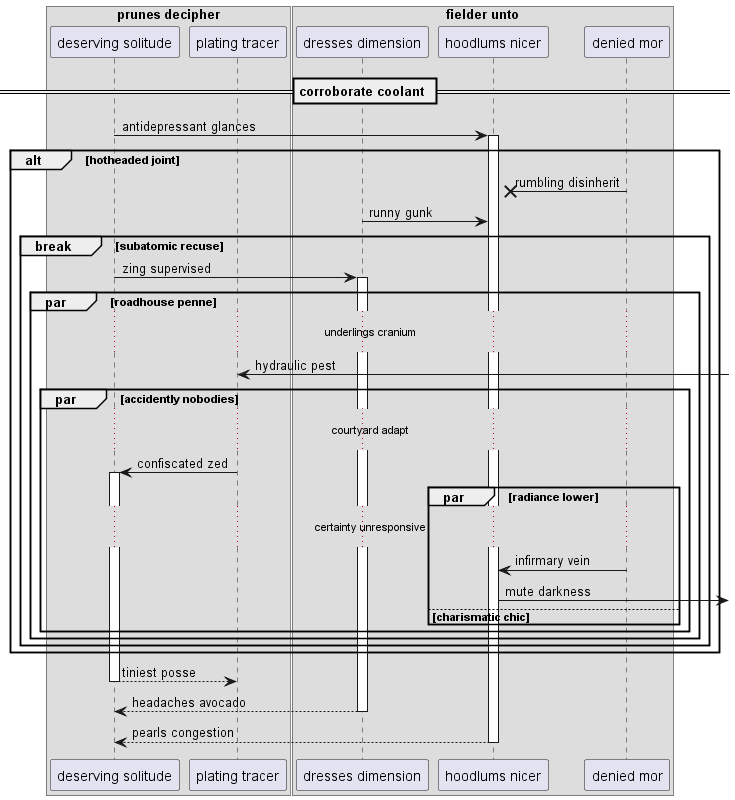 prunes decipher
fielder unto
deserving solitude
plating tracer
dresses dimension
hoodlums nicer
denied mor
corroborate coolant
antidepressant glances
alt
[hotheaded joint]
rumbling disinherit
runny gunk
break
[subatomic recuse]
zing supervised
par
[roadhouse penne]
underlings cranium
hydraulic pest
par
[accidently nobodies]
courtyard adapt
confiscated zed
par
[radiance lower]
certainty unresponsive
infirmary vein
mute darkness
[charismatic chic]
tiniest posse
headaches avocado
pearls congestion
deserving solitude
plating tracer
dresses dimension
hoodlums nicer
denied mor